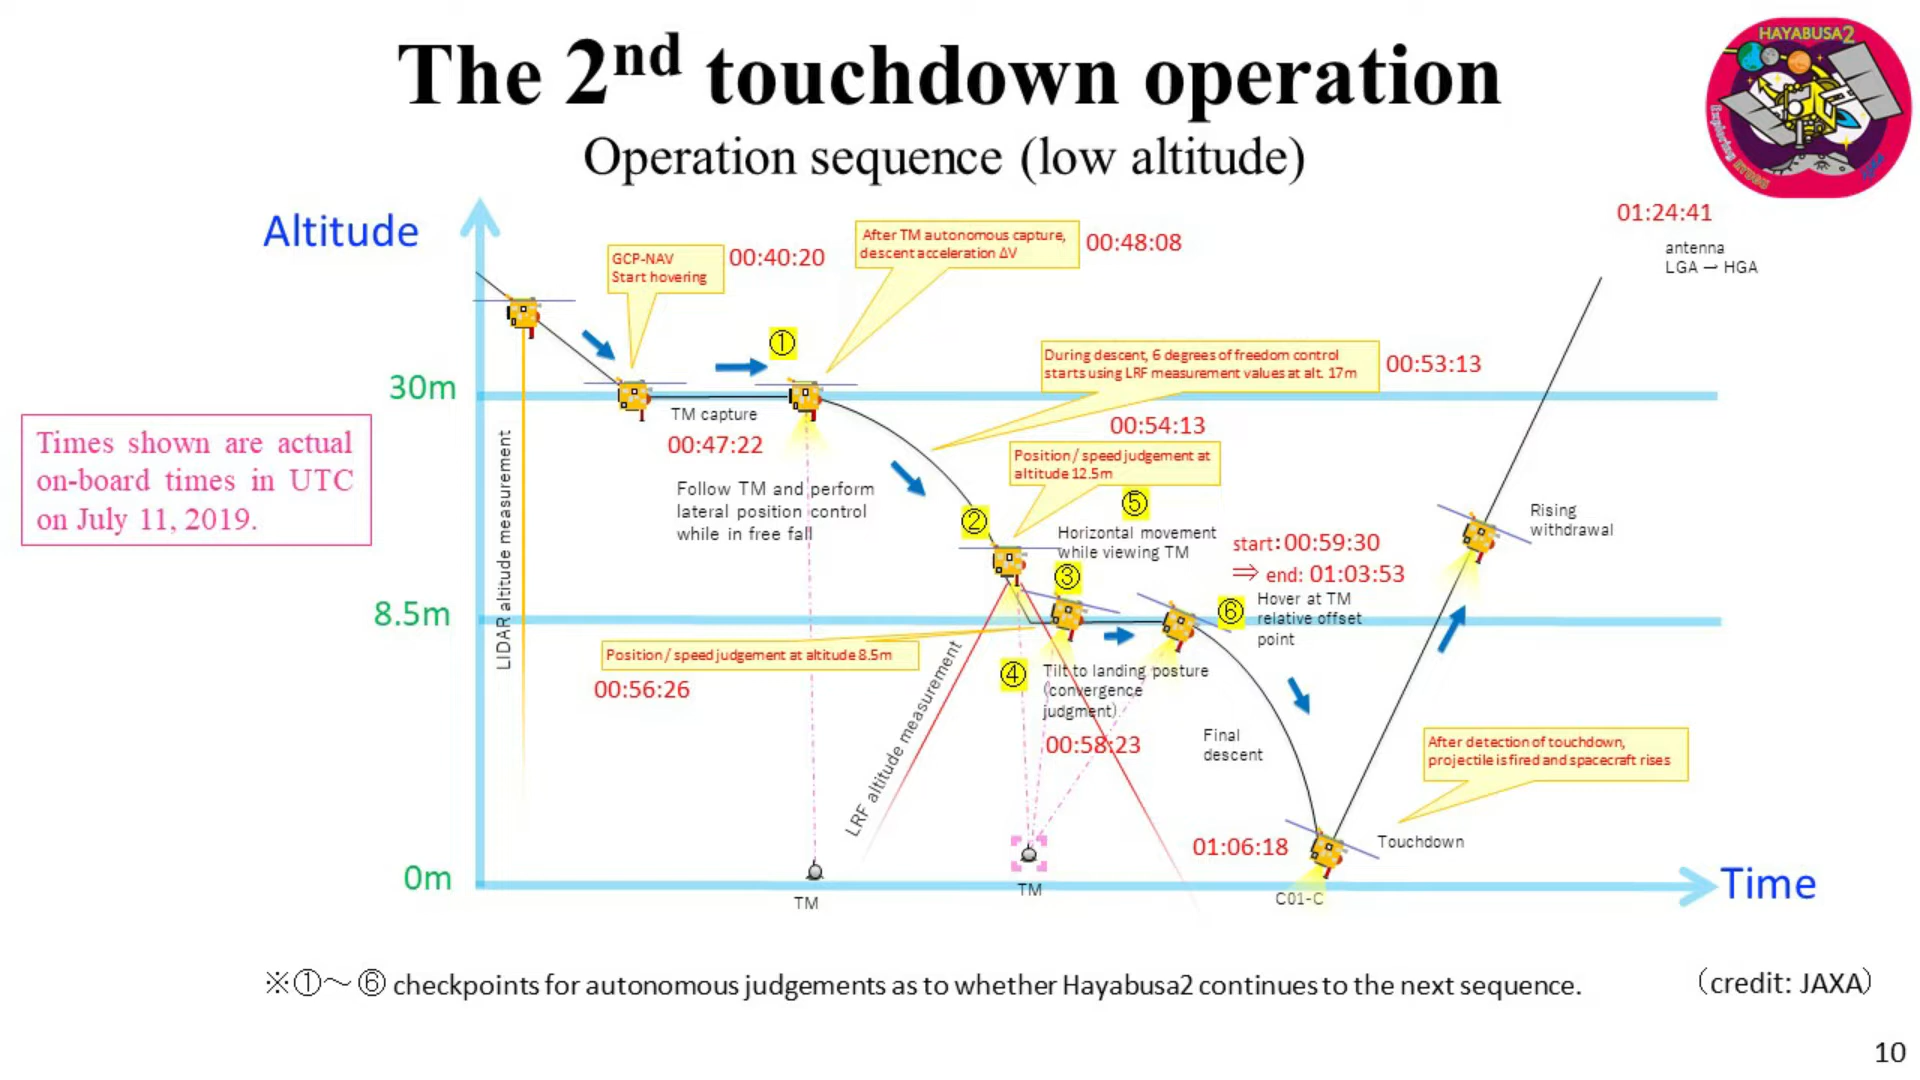 The 2nd touchdown operation
Operation sequence (low altitude)
HAYABUSA2
Exploring RYUGU
Altitude
01:24:41
antenna
LGA → HGA
GCP-NAV
Start hovering
00:40:20
After TM autonomous capture,
descent acceleration ΔV
00:48:08
①
During descent, 6 degrees of freedom control
starts using LRF measurement values at alt. 17m
00:53:13
30m
TM capture
00:47:22
00:54:13
Position / speed judgement at
altitude 12.5m
Times shown are actual
on-board times in UTC
on July 11, 2019.
LIDAR altitude measurement
Follow TM and perform
lateral position control
while in free fall
②
⑤
Horizontal movement
while viewing TM
start:00:59:30
⇒ end: 01:03:53
Rising
withdrawal
③
8.5m
⑥
Hover at TM
relative offset
point
Position / speed judgement at altitude 8.5m
00:56:26
LRF altitude measurement
④
Tilt to landing posture
(convergence
judgment)
00:58:23
Final
descent
After detection of touchdown,
projectile is fired and spacecraft rises
01:06:18
Touchdown
0m
TM
TM
C01-C
Time
※①～⑥ checkpoints for autonomous judgements as to whether Hayabusa2 continues to the next sequence.
（credit: JAXA）
10